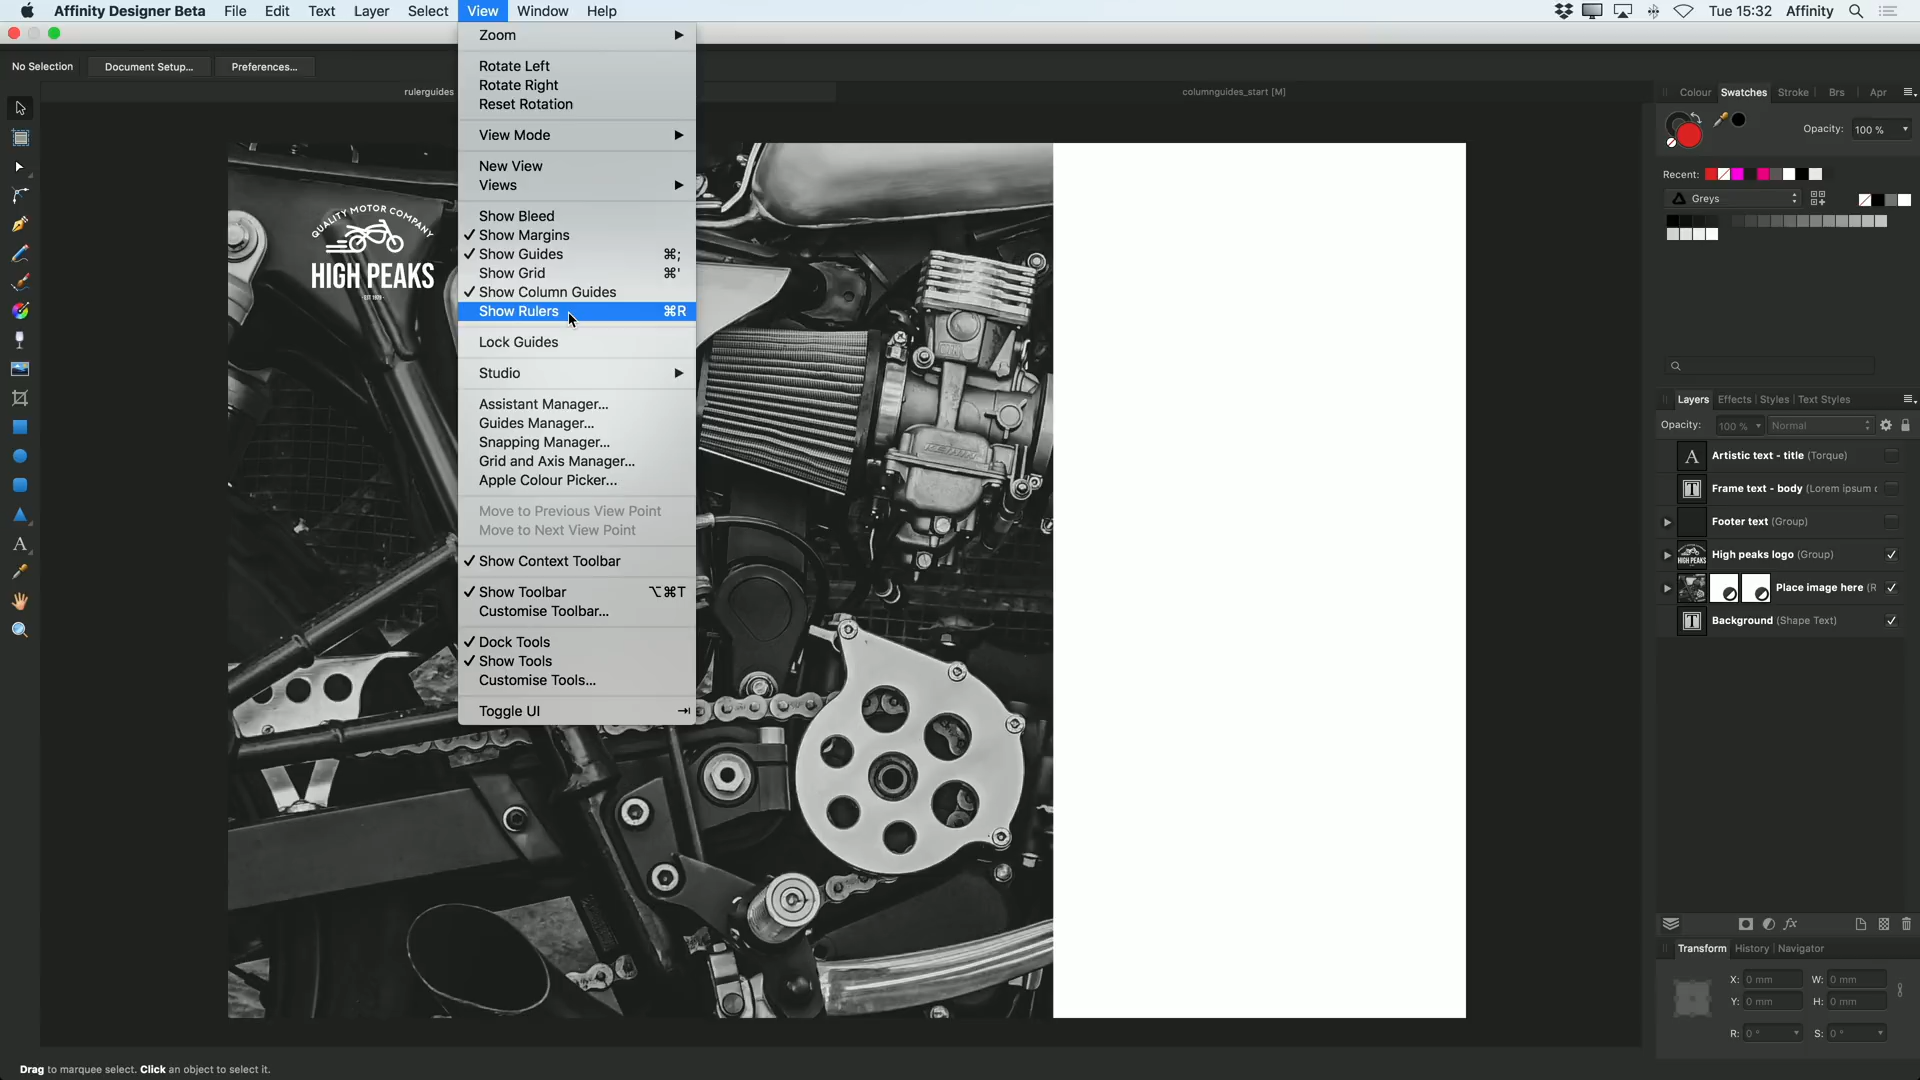 Affinity Designer Beta File Edit Text Layer Select View Window Help
Tue 15:32 Affinity
No Selection Document Setup... Preferences...
rulerguides
columnguides_start [M]
Zoom
Rotate Left
Rotate Right
Reset Rotation
View Mode
New View
Views
Show Bleed
✓ Show Margins
✓ Show Guides ⌘;
Show Grid ⌘'
✓ Show Column Guides
Show Rulers ⌘R
Lock Guides
Studio
Assistant Manager...
Guides Manager...
Snapping Manager...
Grid and Axis Manager...
Apple Colour Picker...
Move to Previous View Point
Move to Next View Point
✓ Show Context Toolbar
✓ Show Toolbar ⌥⌘T
Customise Toolbar...
✓ Dock Tools
✓ Show Tools
Customise Tools...
Toggle UI ⇥
QUALITY MOTOR COMPANY
HIGH PEAKS
Colour Swatches Stroke Brs Apr
Opacity: 100 %
Recent:
Greys
Layers Effects Styles Text Styles
Opacity: 100 % Normal
Artistic text - title (Torque)
Frame text - body (Lorem ipsum
Footer text (Group)
High peaks logo (Group)
Place image here (R
Background (Shape Text)
fx
Transform History Navigator
X: 0 mm W: 0 mm
Y: 0 mm H: 0 mm
R: 0 ° S: 0 °
Drag to marquee select. Click an object to select it.